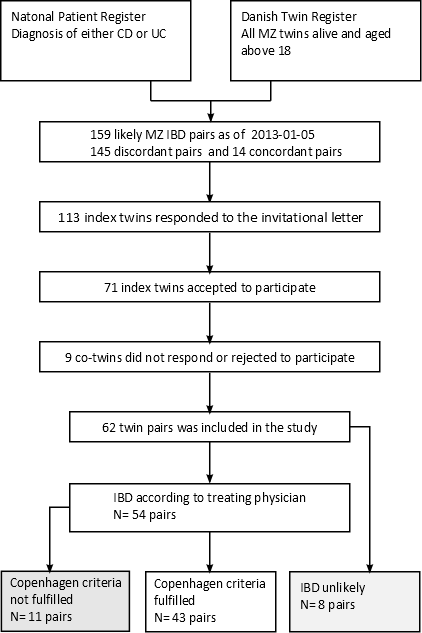 Natonal Patient Register
Diagnosis of either CD or UC
Danish Twin Register
All MZ twins alive and aged
above 18
159 likely MZ IBD pairs as of 2013-01-05
145 discordant pairs and 14 concordant pairs
113 index twins responded to the invitational letter
71 index twins accepted to participate
9 co-twins did not respond or rejected to participate
62 twin pairs was included in the study
IBD according to treating physician
N= 54 pairs
Copenhagen criteria
not fulfilled
N= 11 pairs
Copenhagen criteria
fulfilled
N= 43 pairs
IBD unlikely
N= 8 pairs